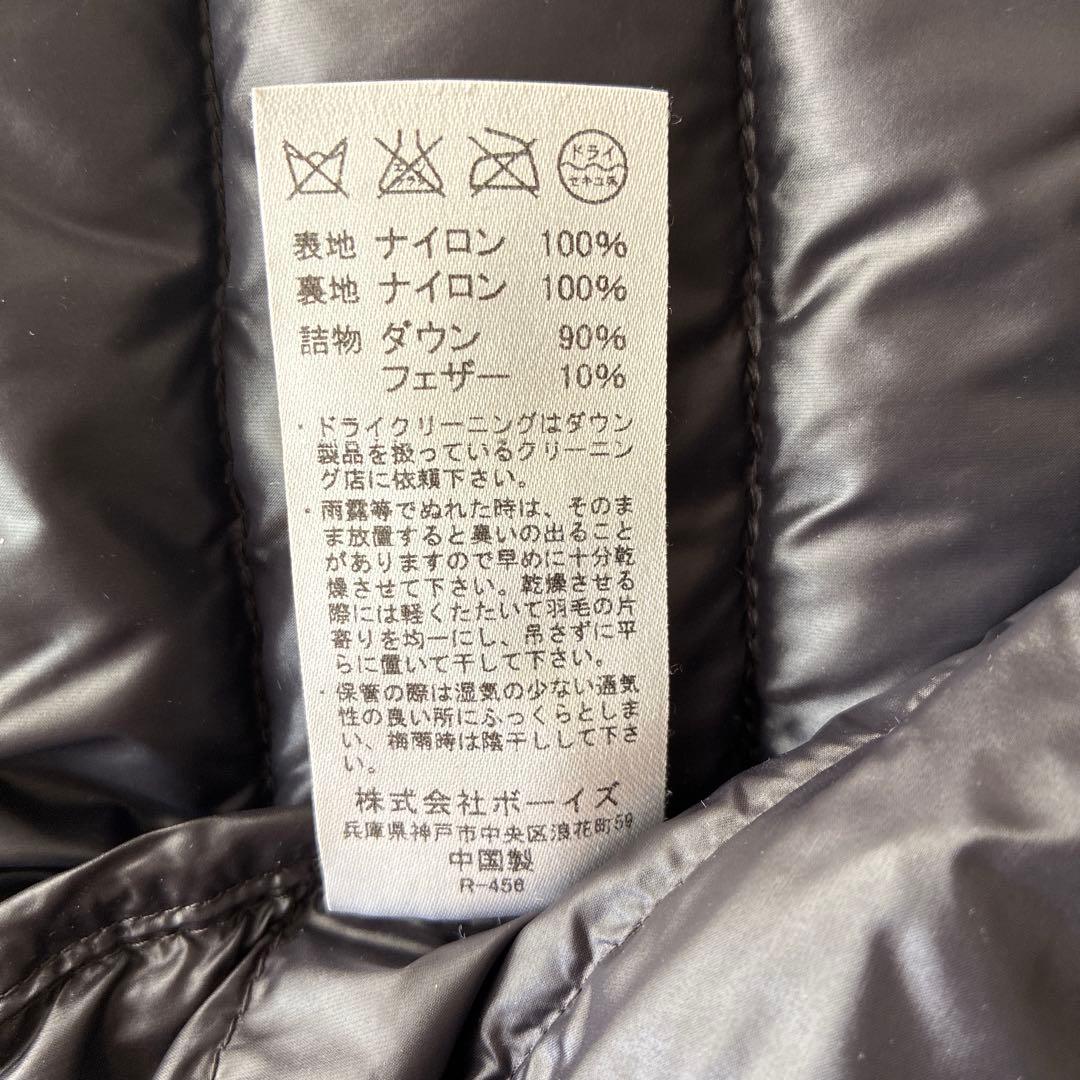 エンソ サラシ ドライ セキユ系
表地 ナイロン 100%
裏地 ナイロン 100%
詰物 ダウン 90%
フェザー 10%
・ドライクリーニングはダウン
製品を扱っているクリーニン
グ店に依頼下さい。
・雨露等でぬれた時は、そのま
ま放置すると臭いの出ること
がありますので早めに十分乾
燥させて下さい。乾燥させる
際には軽くたたいて羽毛の片
寄りを均一にし、吊さずに平
らに置いて干して下さい。
・保管の際は湿気の少ない通気
性の良い所にふっくらとしま
い、梅雨時は陰干しして下さ
い。
株式会社ボーイズ
兵庫県神戸市中央区浪花町59
中国製
R-456